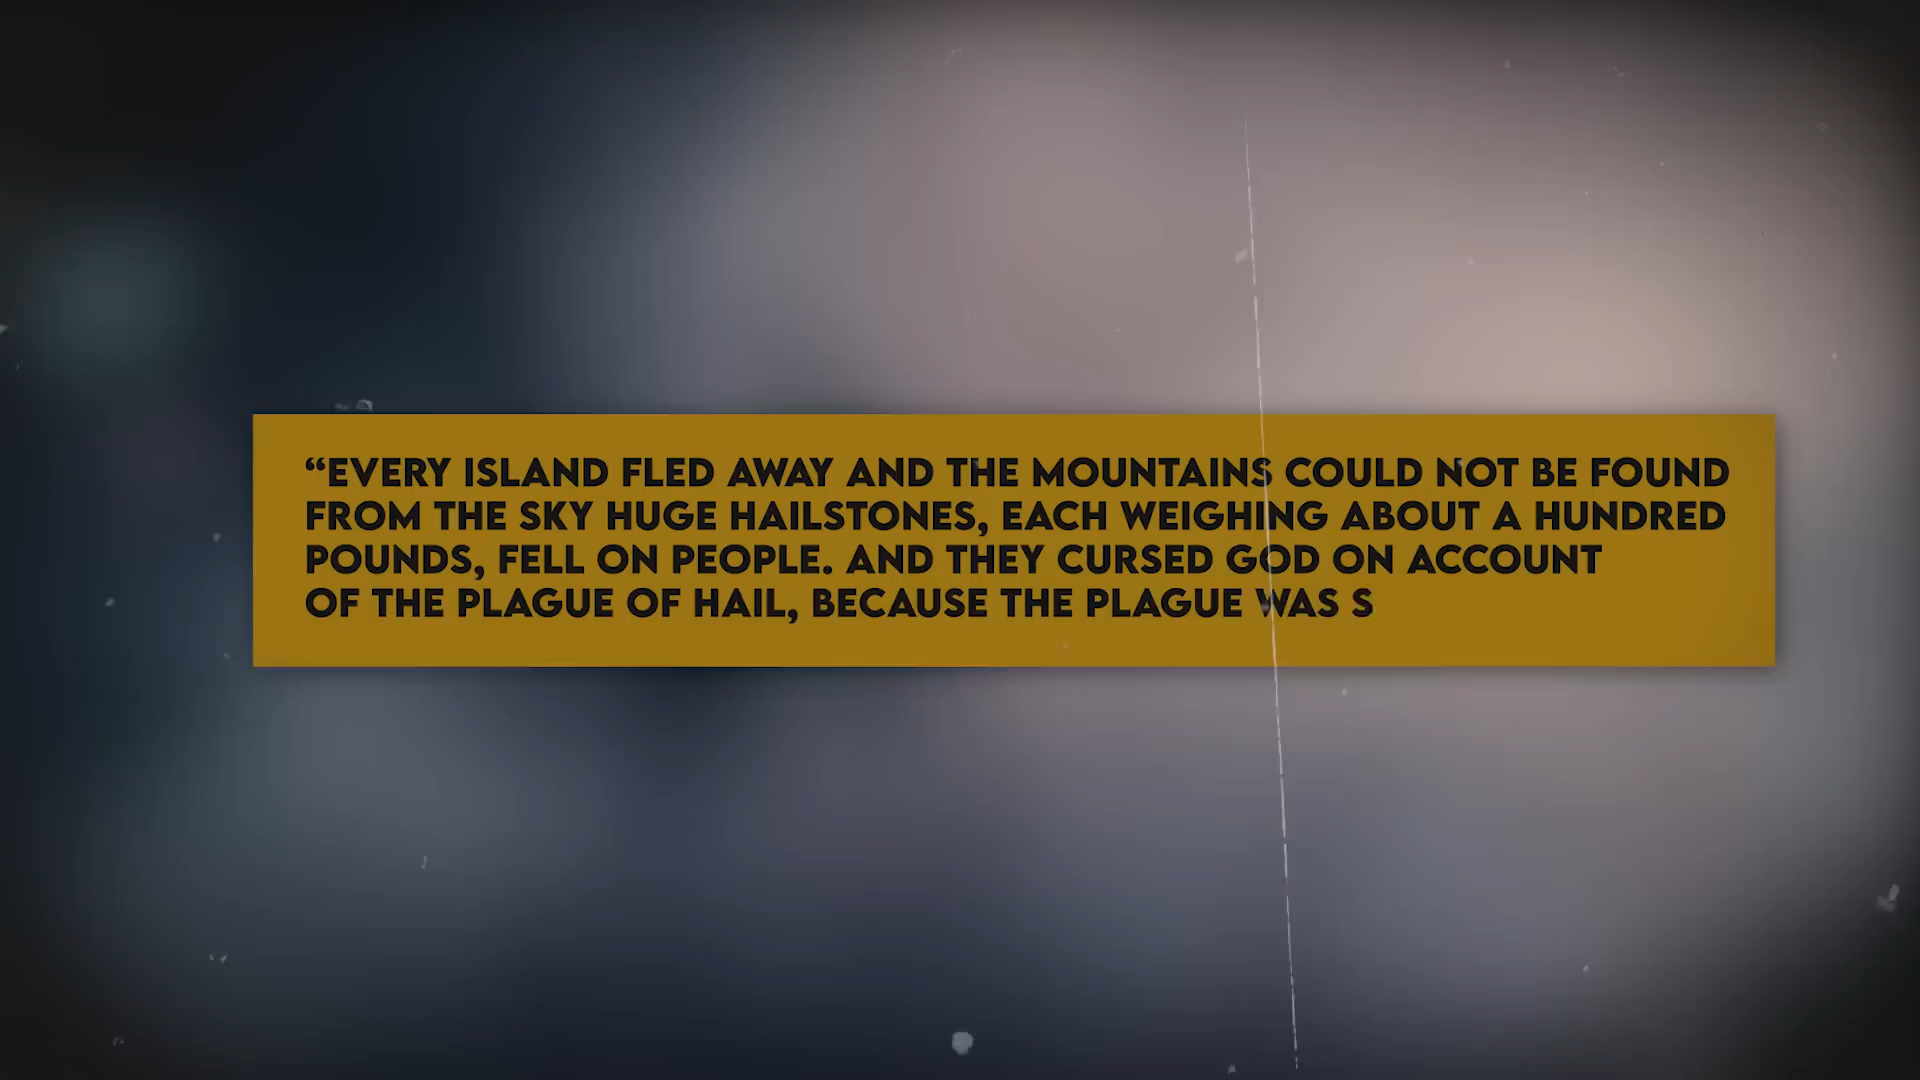 “EVERY ISLAND FLED AWAY AND THE MOUNTAINS COULD NOT BE FOUND
FROM THE SKY HUGE HAILSTONES, EACH WEIGHING ABOUT A HUNDRED
POUNDS, FELL ON PEOPLE. AND THEY CURSED GOD ON ACCOUNT
OF THE PLAGUE OF HAIL, BECAUSE THE PLAGUE WAS S